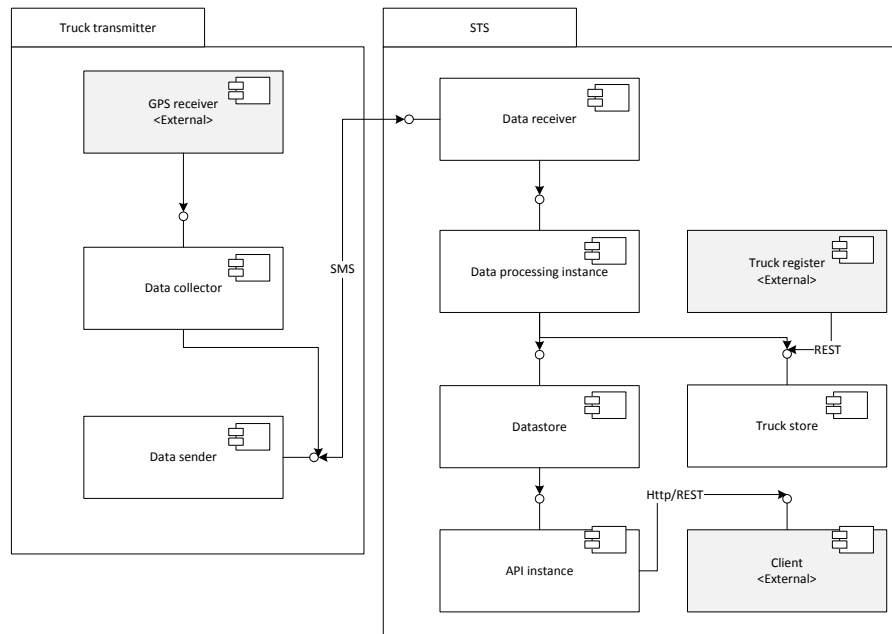 Truck transmitter
STS
GPS receiver
<External>
Data receiver
Data collector
SMS
Data processing instance
Truck register
<External>
REST
Data sender
Datastore
Truck store
Http/REST
API instance
Client
<External>